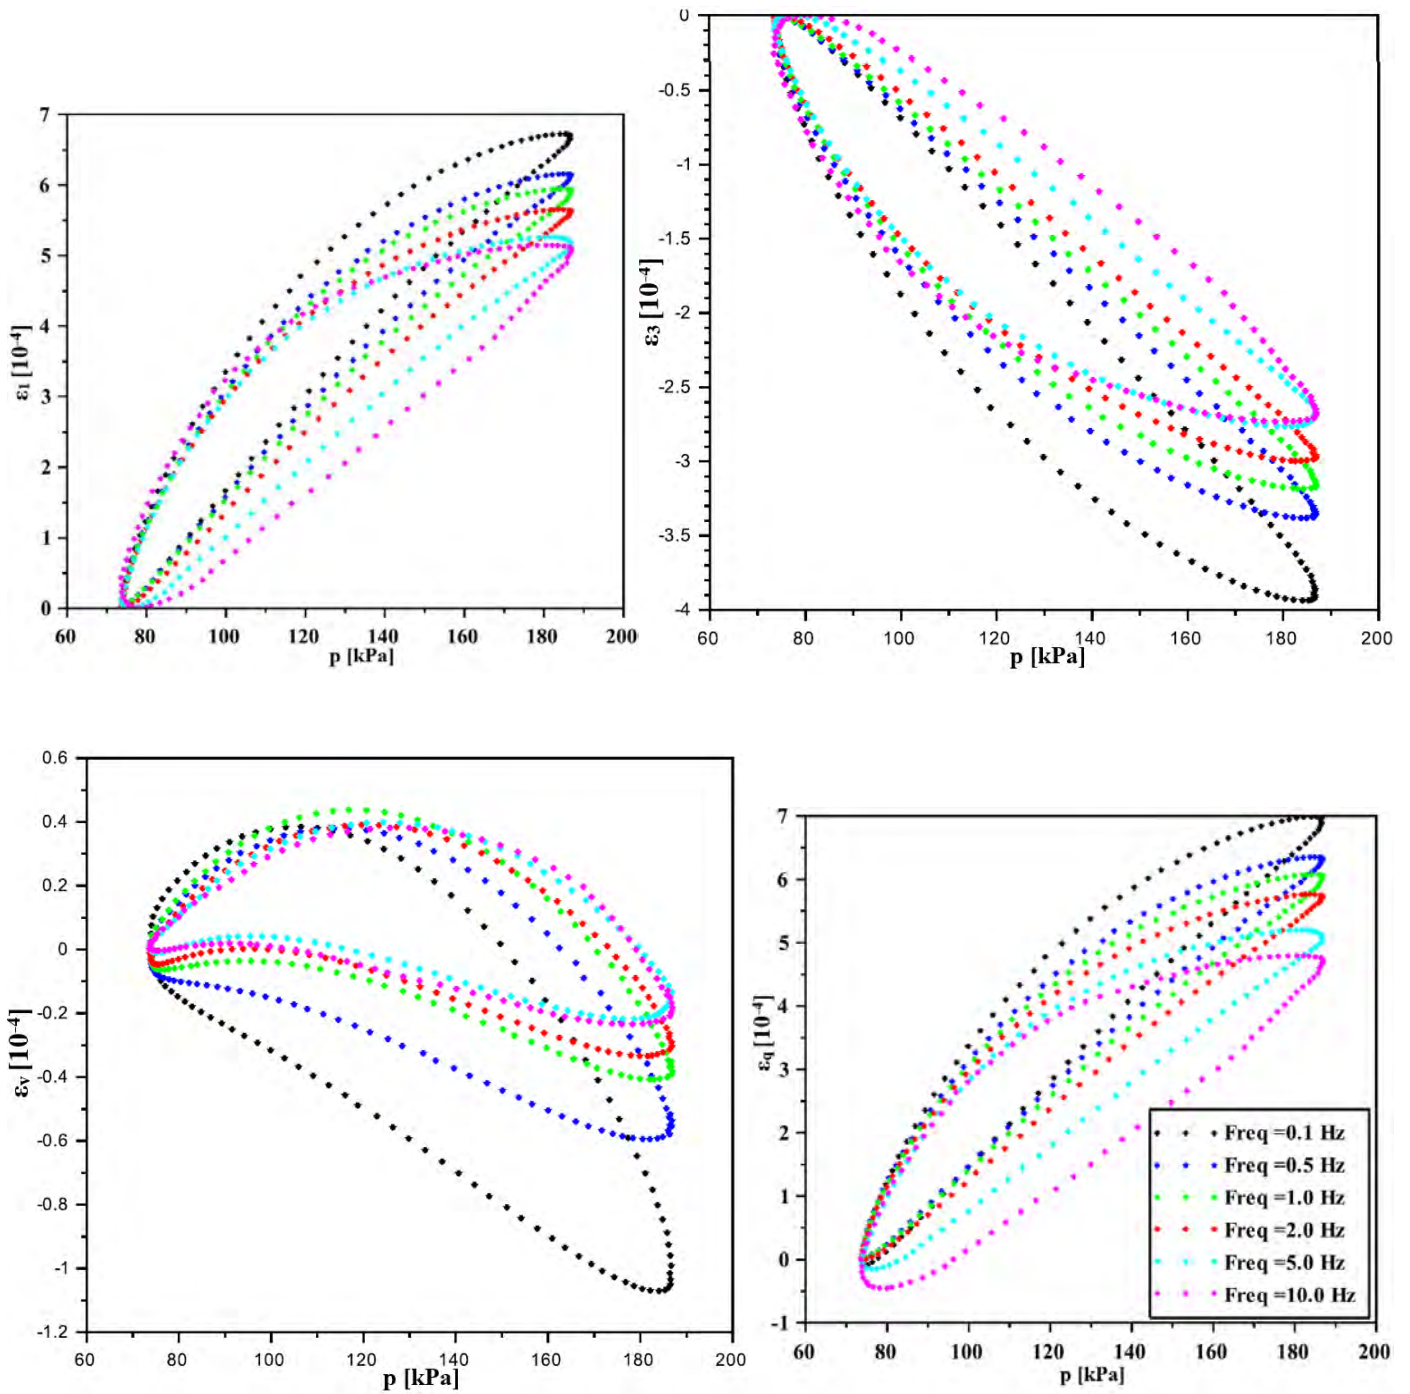 7
6
5
4
3
2
1
0
ε1 [10-4]
60 80 100 120 140 160 180 200
p [kPa]
0
-0.5
-1
-1.5
-2
-2.5
-3
-3.5
-4
ε3 [10-4]
60 80 100 120 140 160 180 200
p [kPa]
0.6
0.4
0.2
0
-0.2
-0.4
-0.6
-0.8
-1
-1.2
εv [10-4]
60 80 100 120 140 160 180 200
p [kPa]
7
6
5
4
3
2
1
0
-1
εq [10-4]
60 80 100 120 140 160 180 200
p [kPa]
Freq =0.1 Hz
Freq =0.5 Hz
Freq =1.0 Hz
Freq =2.0 Hz
Freq =5.0 Hz
Freq =10.0 Hz